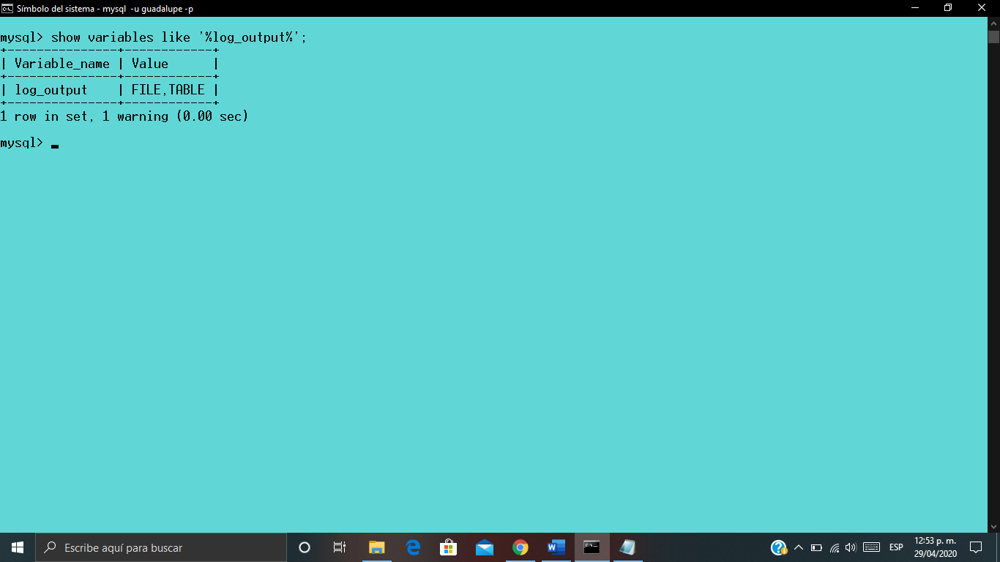 Símbolo del sistema - mysql  -u guadalupe -p
mysql> show variables like '%log_output%';
+---------------+------------+
| Variable_name | Value      |
+---------------+------------+
| log_output    | FILE,TABLE |
+---------------+------------+
1 row in set, 1 warning (0.00 sec)
mysql>
Escribe aquí para buscar
ESP
12:53 p. m.
29/04/2020